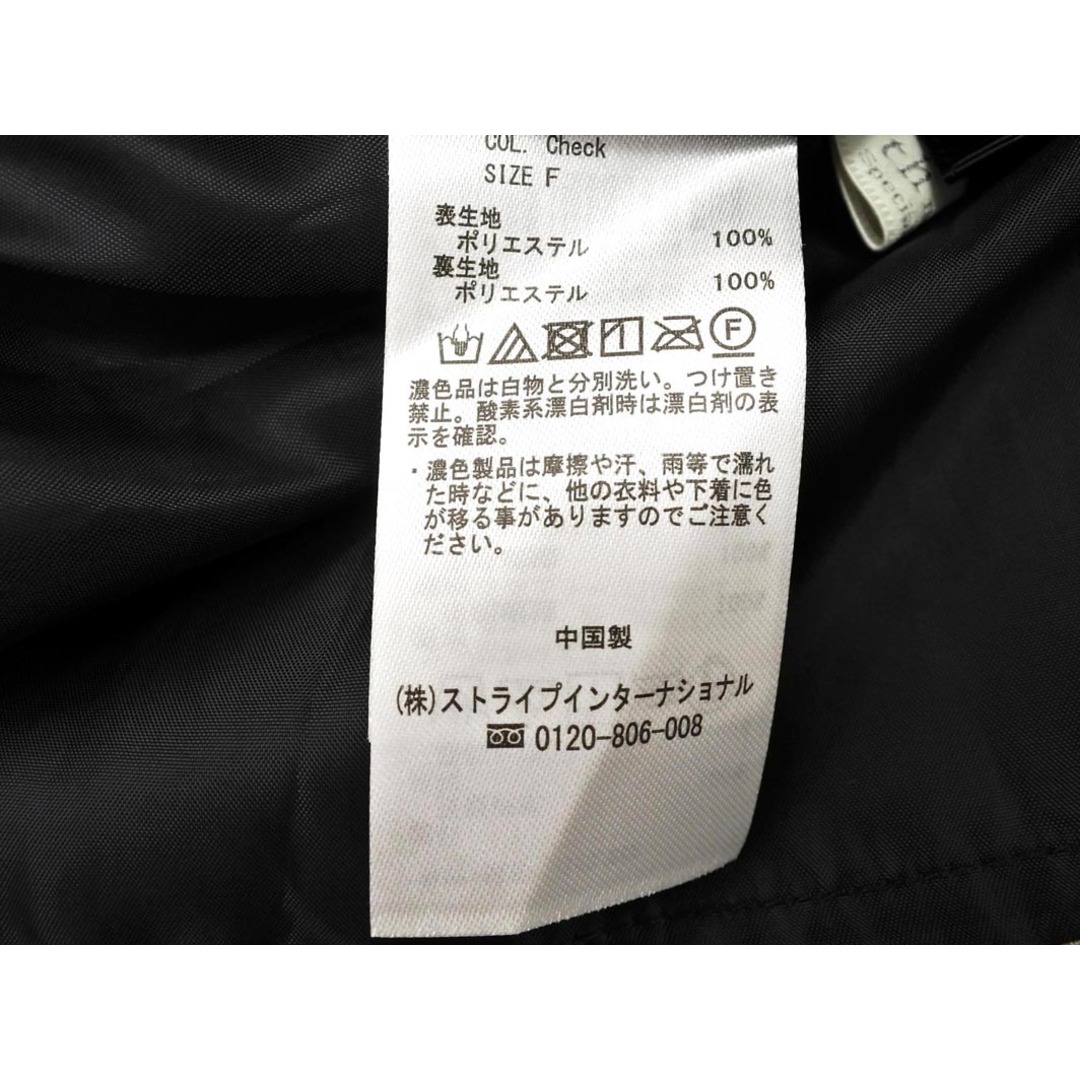 COL. Check
SIZE F
表生地
ポリエステル 100%
裏生地
ポリエステル 100%
F
濃色品は白物と分別洗い。つけ置き
禁止。酸素系漂白剤時は漂白剤の表
示を確認。
・濃色製品は摩擦や汗、雨等で濡れ
た時などに、他の衣料や下着に色
が移る事がありますのでご注意く
ださい。
中国製
(株)ストライプインターナショナル
0120-806-008
th